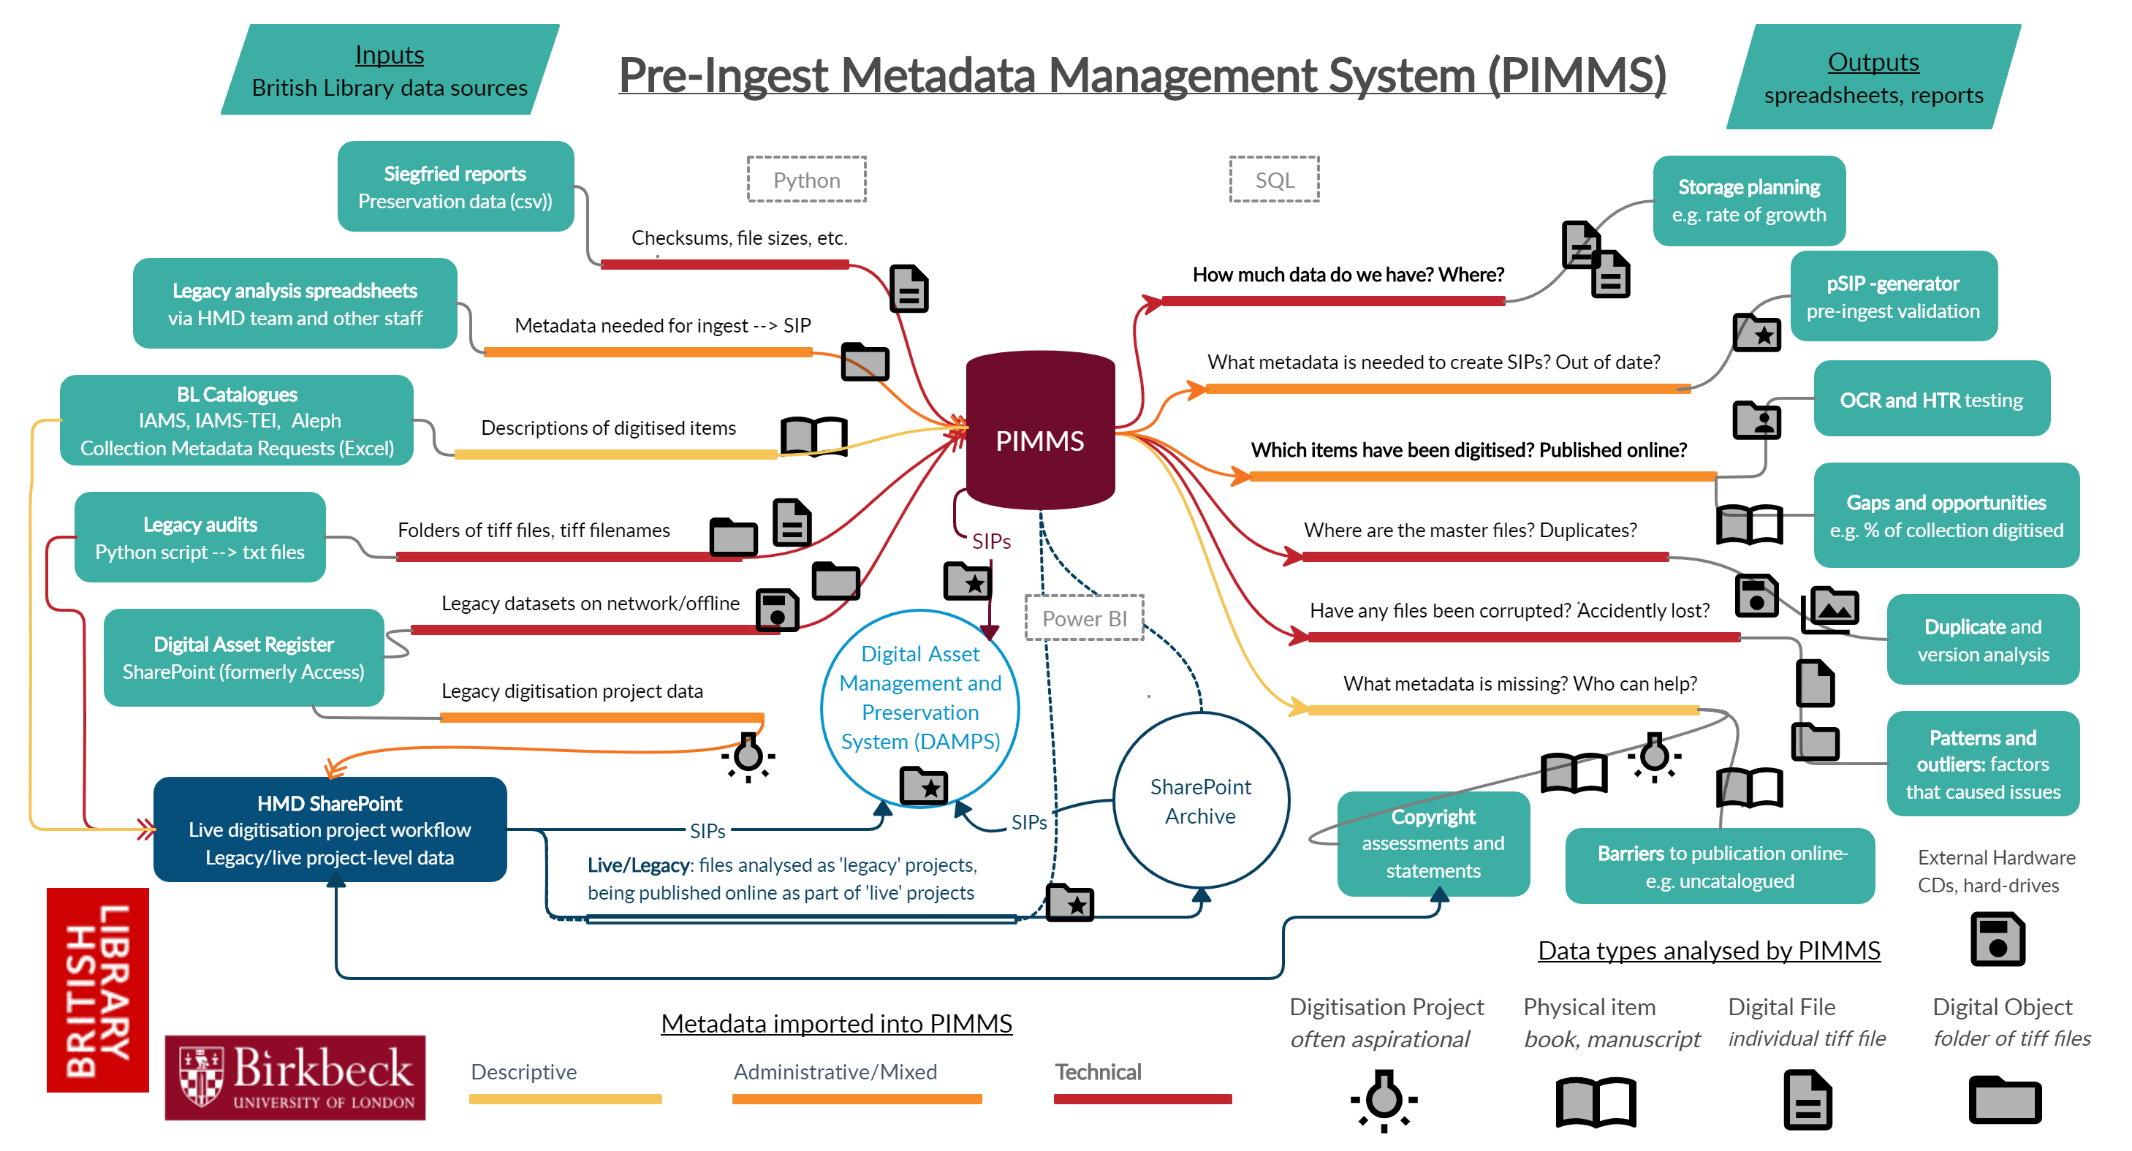 Inputs
British Library data sources
Pre-Ingest Metadata Management System (PIMMS)
Outputs
spreadsheets, reports
Siegfried reports
Preservation data (csv))
Python
SQL
Storage planning
e.g. rate of growth
Checksums, file sizes, etc.
How much data do we have? Where?
Legacy analysis spreadsheets
via HMD team and other staff
pSIP -generator
pre-ingest validation
Metadata needed for ingest --> SIP
What metadata is needed to create SIPs? Out of date?
BL Catalogues
IAMS, IAMS-TEI, Aleph
Collection Metadata Requests (Excel)
OCR and HTR testing
Descriptions of digitised items
PIMMS
Which items have been digitised? Published online?
Legacy audits
Python script --> txt files
Gaps and opportunities
e.g. % of collection digitised
Folders of tiff files, tiff filenames
SIPs
Where are the master files? Duplicates?
Legacy datasets on network/offline
Power BI
Have any files been corrupted? Accidently lost?
Digital Asset Register
SharePoint (formerly Access)
Duplicate and
version analysis
Digital Asset
Management and
Preservation
System (DAMPS)
Legacy digitisation project data
What metadata is missing? Who can help?
Patterns and
outliers: factors
that caused issues
SharePoint
Archive
HMD SharePoint
Live digitisation project workflow
Legacy/live project-level data
SIPs
SIPs
Copyright
assessments and
statements
Barriers to publication online-
e.g. uncatalogued
Live/Legacy: files analysed as 'legacy' projects,
being published online as part of 'live' projects
External Hardware
CDs, hard-drives
LIBRARY
BRITISH
Data types analysed by PIMMS
Digitisation Project
often aspirational
Physical item
book, manuscript
Digital File
individual tiff file
Digital Object
folder of tiff files
Metadata imported into PIMMS
Descriptive
Administrative/Mixed
Technical
Birkbeck
UNIVERSITY OF LONDON